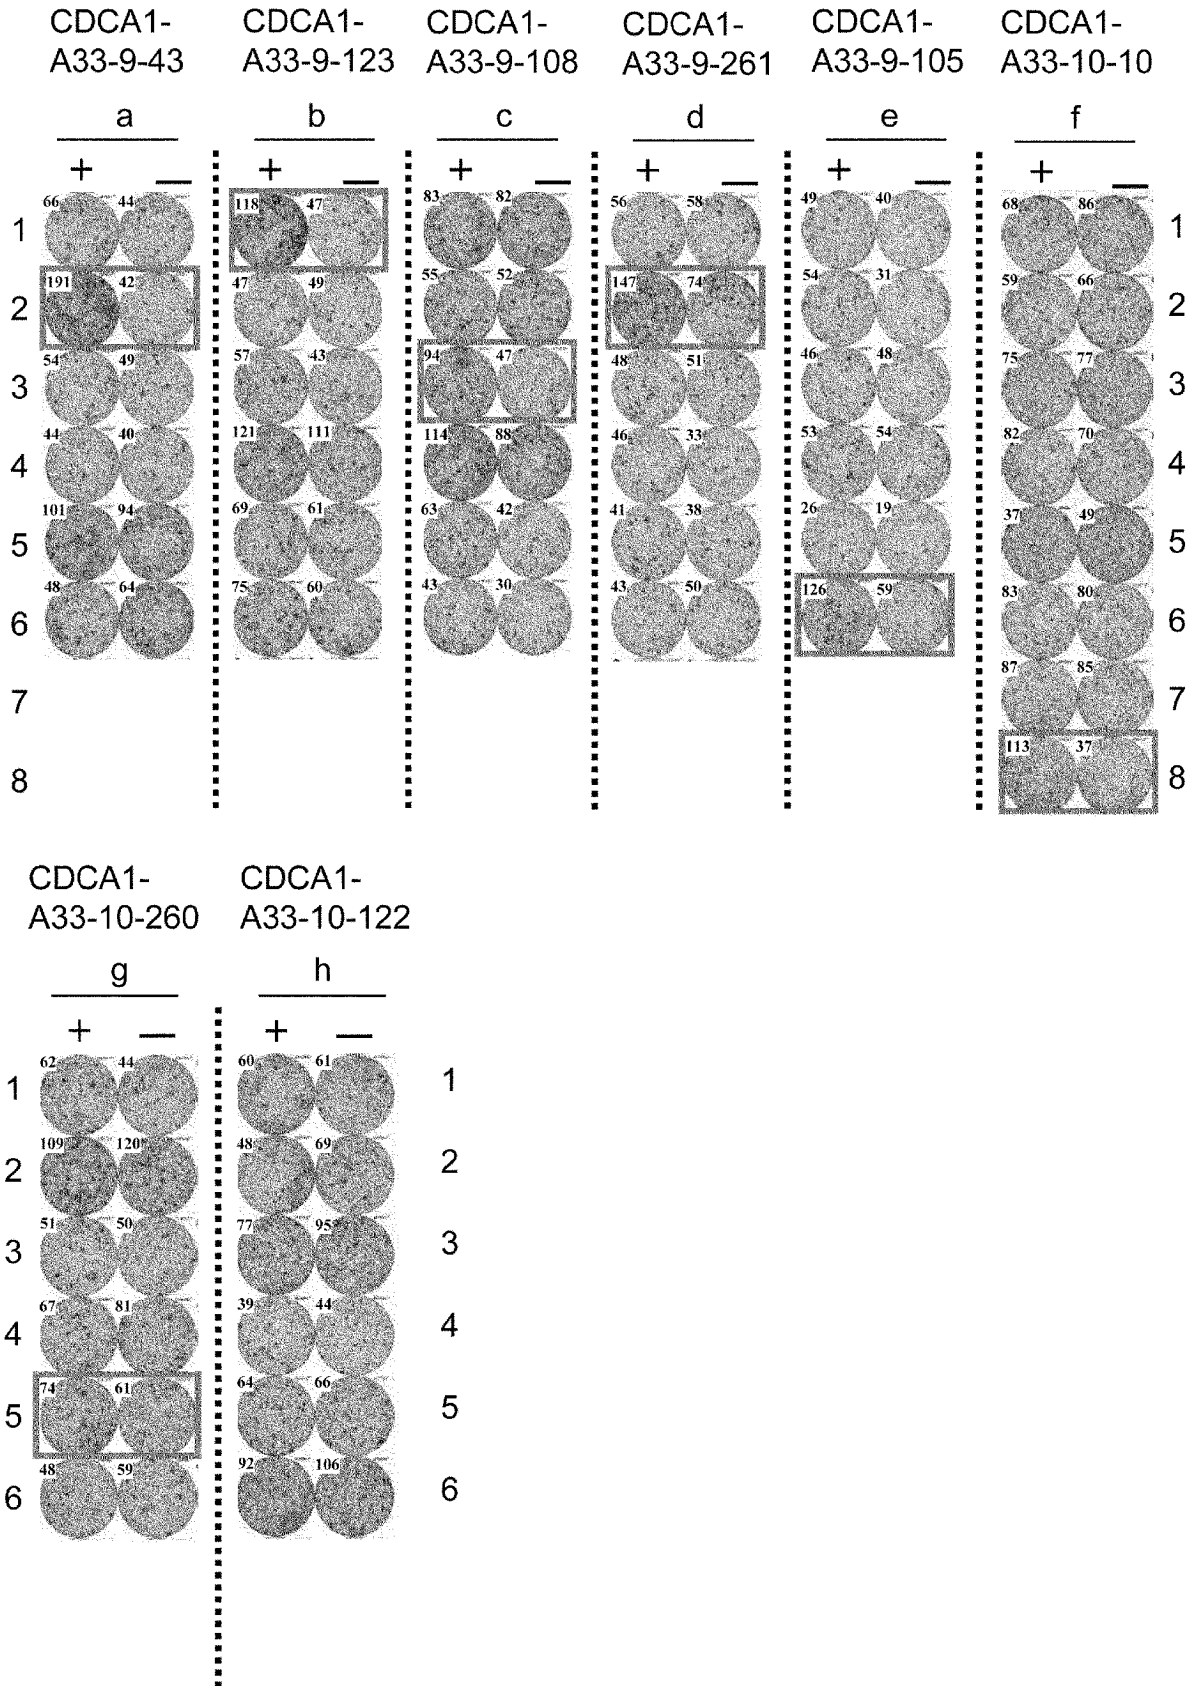 CDCA1- CDCA1- CDCA1- CDCA1- CDCA1- CDCA1-
A33-9-43 A33-9-123 A33-9-108 A33-9-261 A33-9-105 A33-10-10
a b c d e f
+ — + — + — + — + — + —
1 66 44 118 47 83 82 56 58 49 40 68 86 1
2 191 42 47 49 55 52 147 74 54 31 59 66 2
3 54 49 57 43 94 47 48 51 46 48 75 77 3
4 44 40 121 111 114 88 46 33 53 54 82 70 4
5 101 94 69 61 63 42 41 38 26 19 37 49 5
6 48 64 75 60 43 30 43 50 126 59 83 80 6
7 87 85 7
8 113 37 8
CDCA1- CDCA1-
A33-10-260 A33-10-122
g h
+ — + —
1 62 44 60 61 1
2 109 120 48 69 2
3 51 50 77 95 3
4 67 81 39 44 4
5 74 61 64 66 5
6 48 59 92 106 6